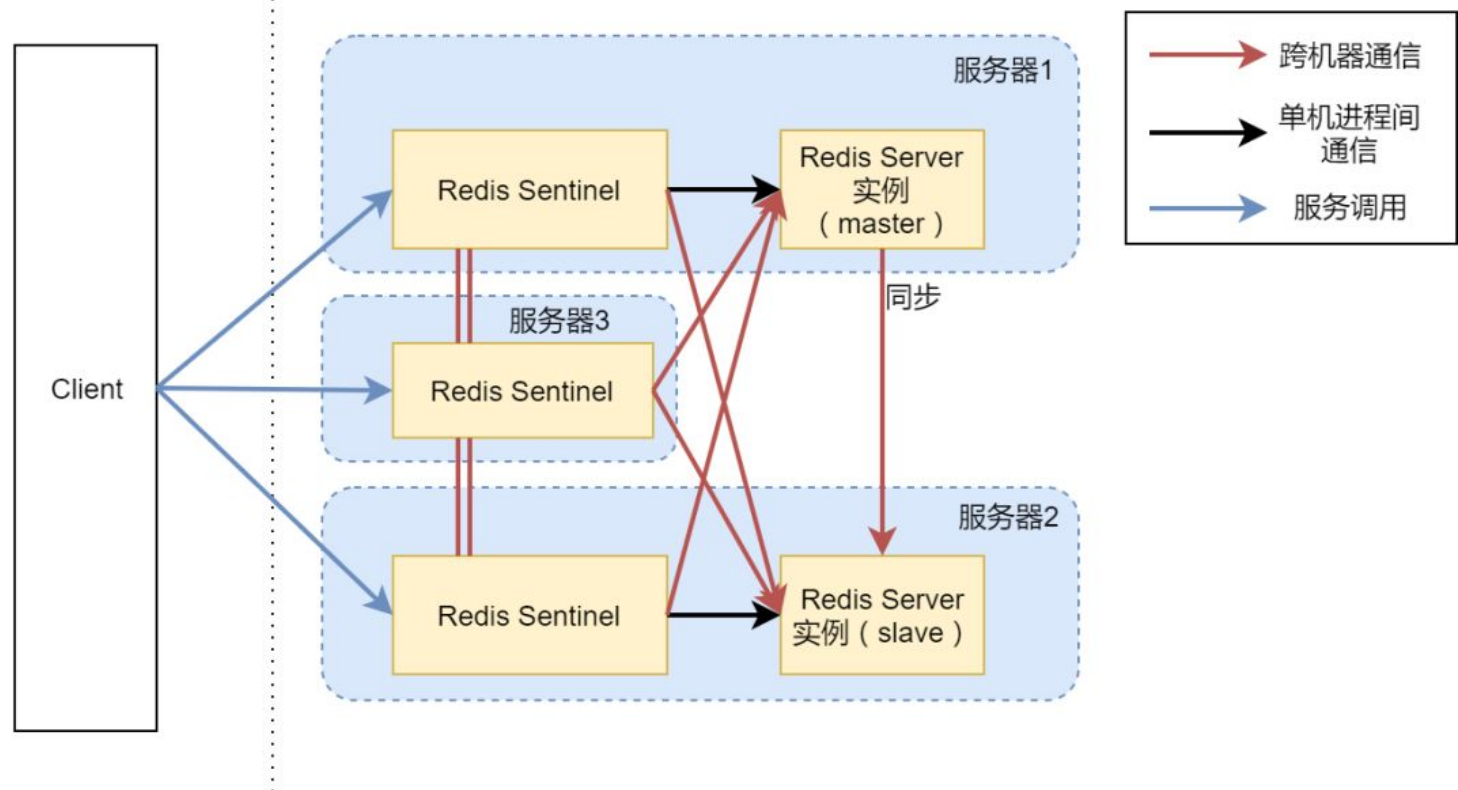 服务器1
跨机器通信
单机进程间
通信
服务调用
Redis Sentinel
Redis Server
实例
（master）
同步
服务器3
Client
Redis Sentinel
服务器2
Redis Sentinel
Redis Server
实例（slave）